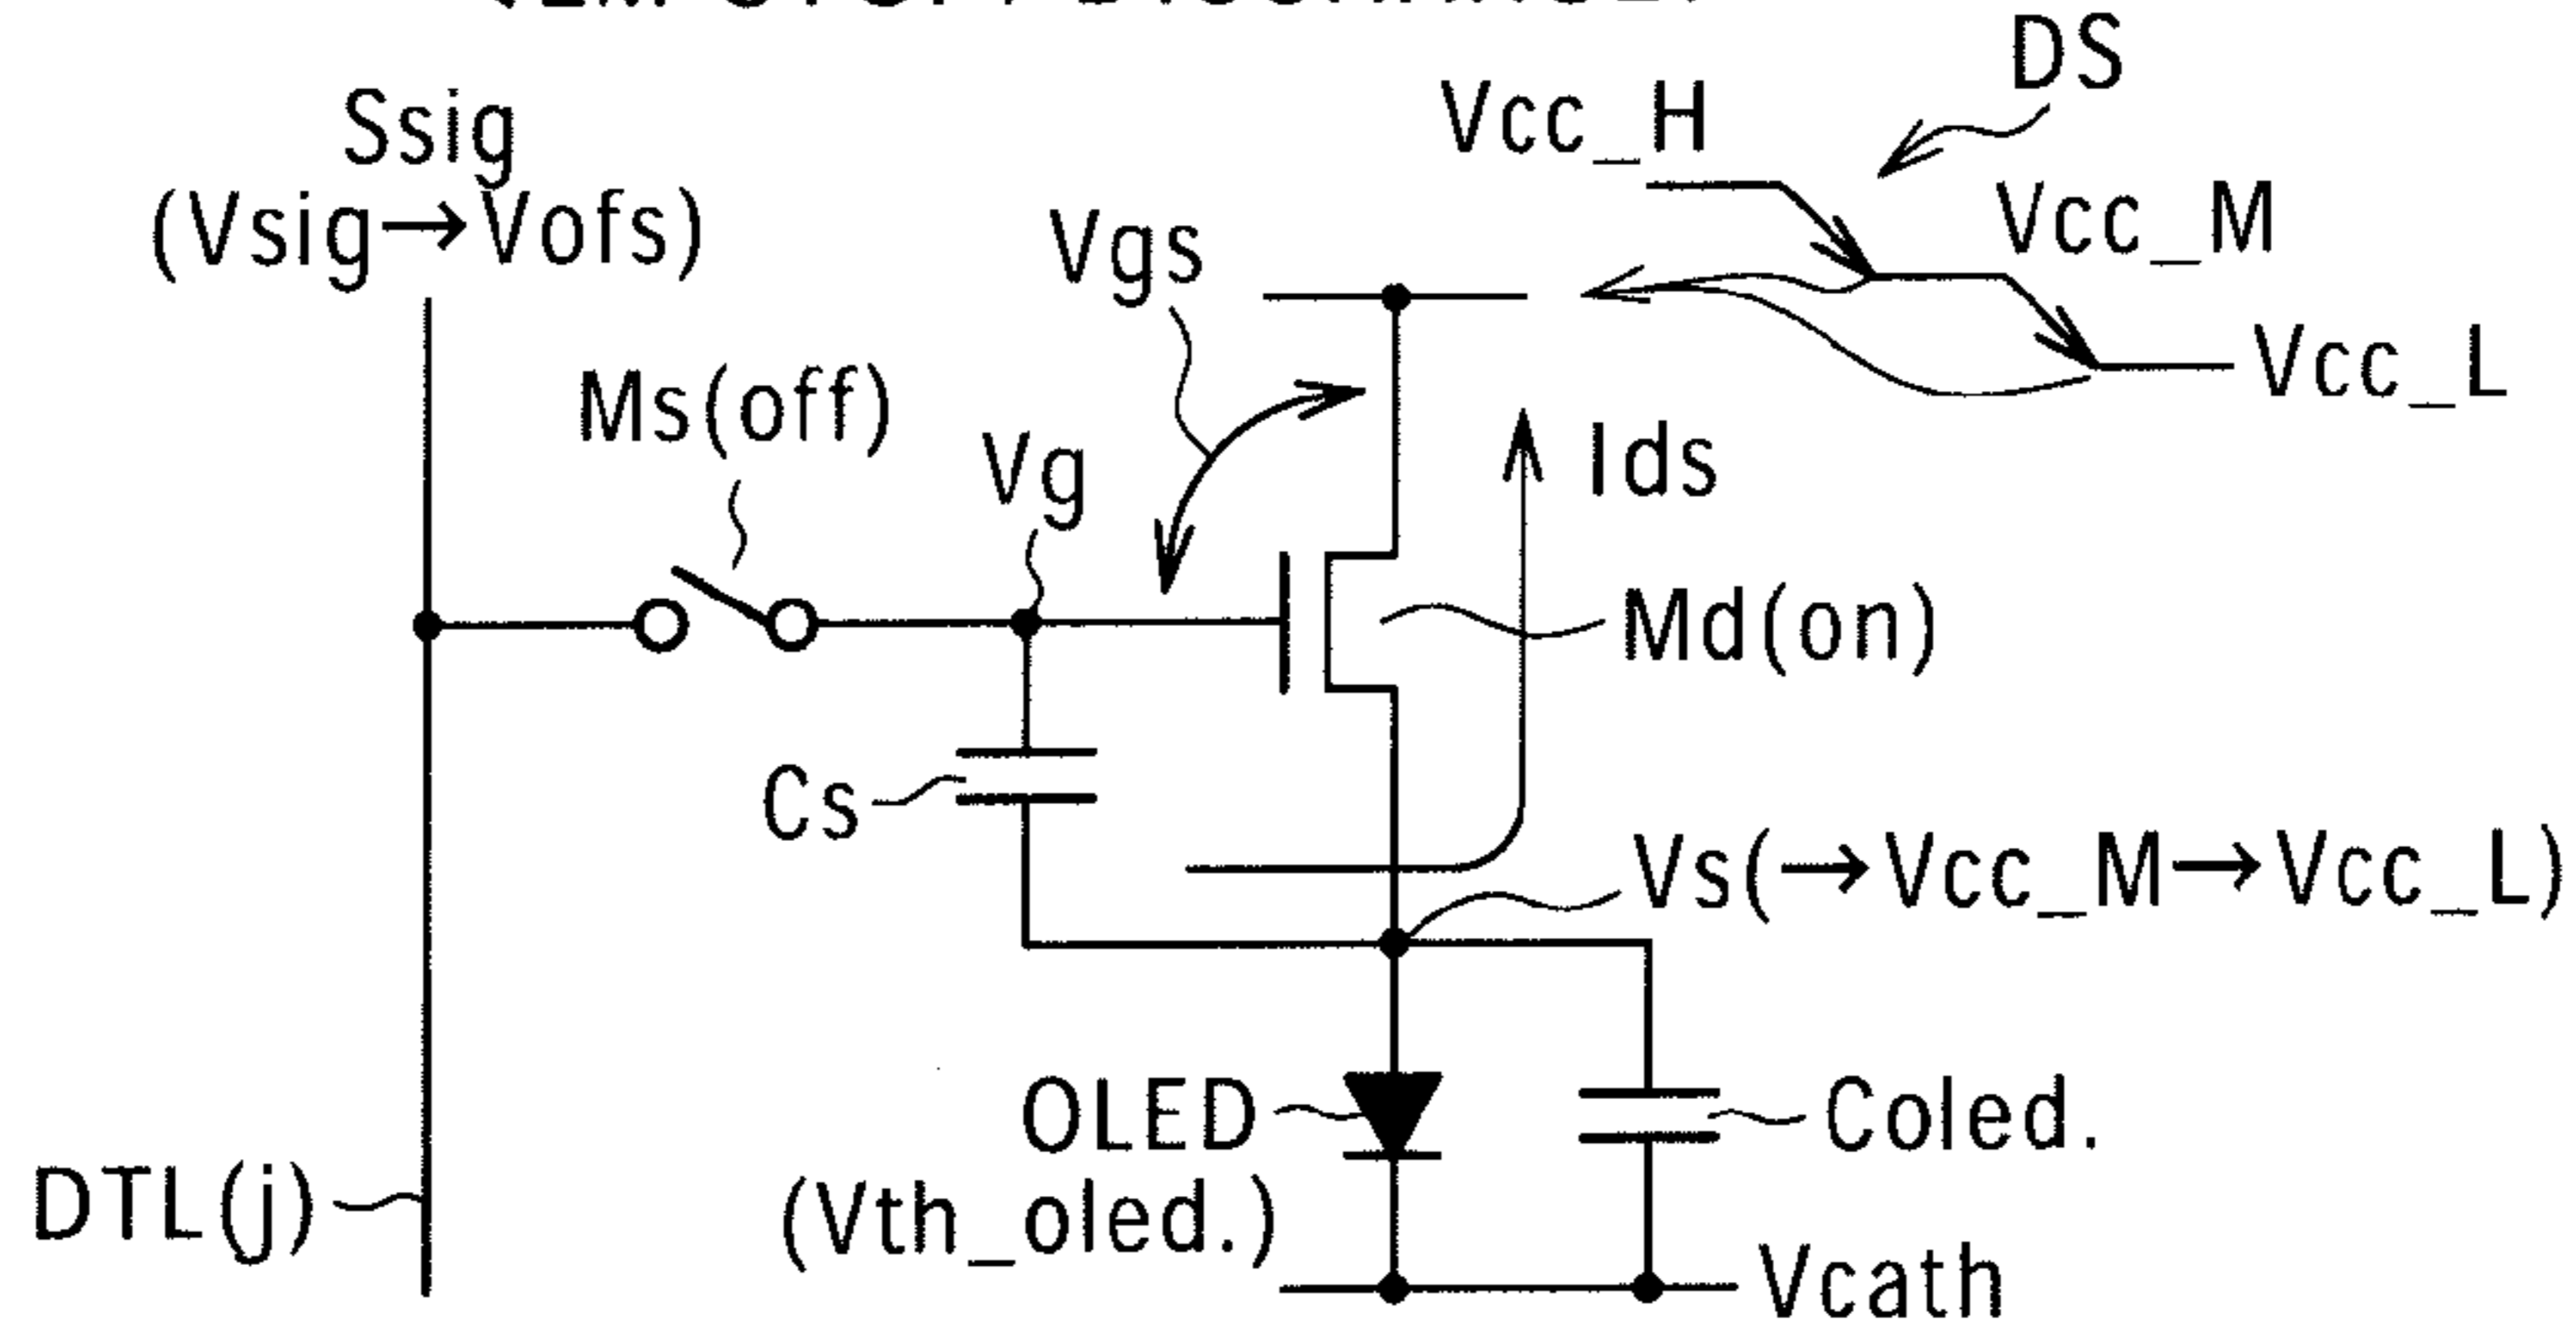 Ssig
(Vsig→Vofs)
DS
Vcc_H
Vcc_M
Vcc_L
Vgs
Ms(off)
Vg
Ids
Md(on)
Cs
Vs(→Vcc_M→Vcc_L)
OLED
(Vth_oled.)
Coled.
DTL(j)
Vcath